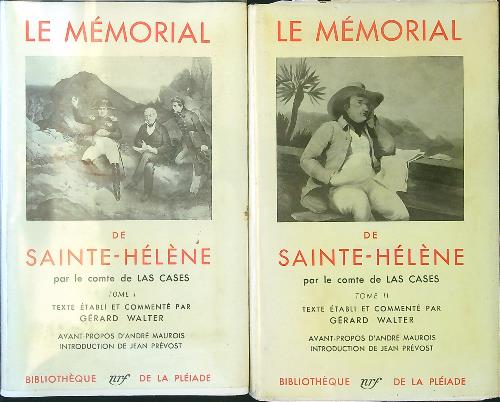 LE MÉMORIAL
DE
SAINTE-HÉLÈNE
par le comte de LAS CASES
TOME I
TEXTE ÉTABLI ET COMMENTÉ PAR
GÉRARD WALTER
AVANT-PROPOS D'ANDRÉ MAUROIS
INTRODUCTION DE JEAN PRÉVOST
BIBLIOTHÈQUE nrf DE LA PLÉIADE
LE MÉMORIAL
DE
SAINTE-HÉLÈNE
par le comte de LAS CASES
TOME II
TEXTE ÉTABLI ET COMMENTÉ PAR
GÉRARD WALTER
AVANT-PROPOS D'ANDRÉ MAUROIS
INTRODUCTION DE JEAN PRÉVOST
BIBLIOTHÈQUE nrf DE LA PLÉIADE